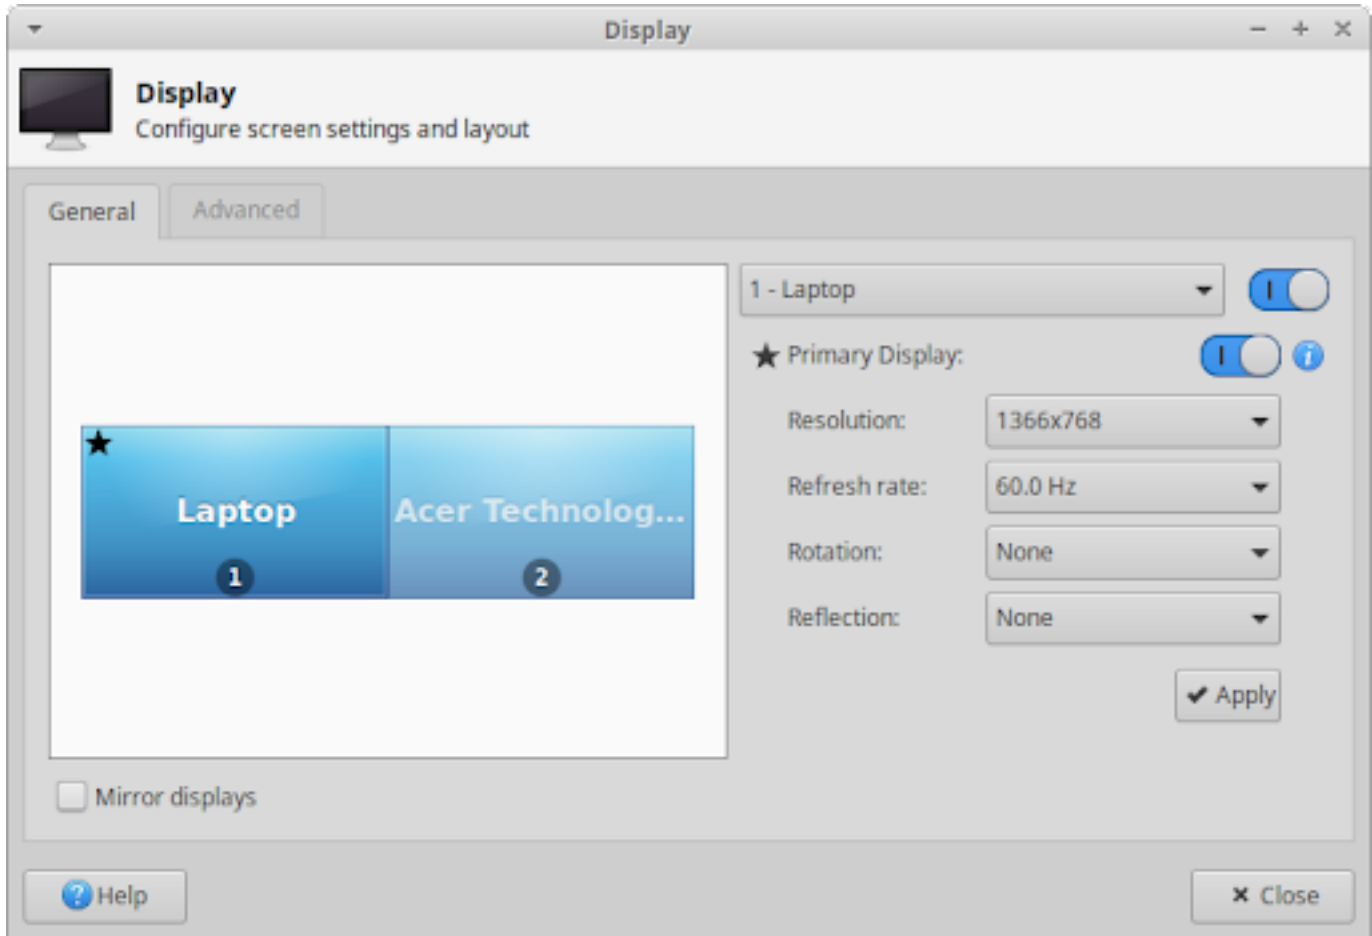 Display
Display
Configure screen settings and layout
General
Advanced
1 - Laptop
Primary Display:
Resolution: 1366x768
Refresh rate: 60.0 Hz
Rotation: None
Reflection: None
Apply
Laptop
1
Acer Technolog...
2
Mirror displays
Help
Close